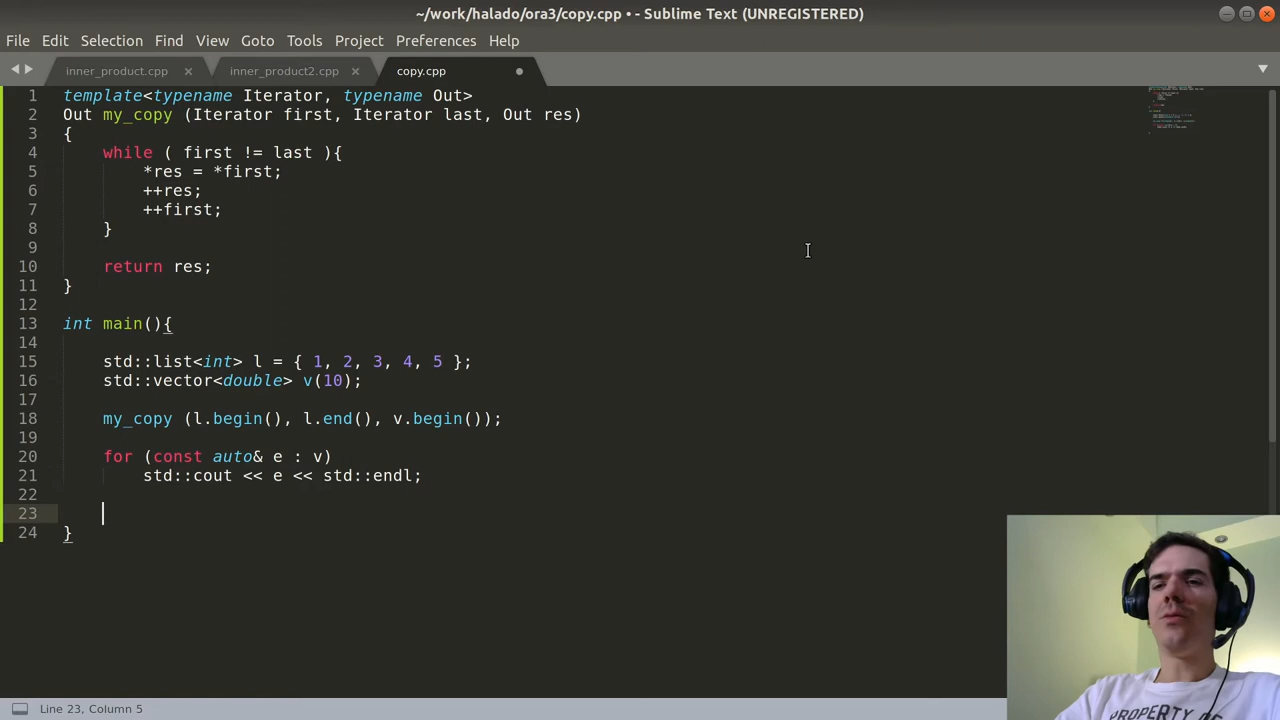 ~/work/halado/ora3/copy.cpp • - Sublime Text (UNREGISTERED)
File Edit Selection Find View Goto Tools Project Preferences Help
inner_product.cpp inner_product2.cpp copy.cpp
1 template<typename Iterator, typename Out>
2 Out my_copy (Iterator first, Iterator last, Out res)
3 {
4     while ( first != last ){
5         *res = *first;
6         ++res;
7         ++first;
8     }
9
10     return res;
11 }
12
13 int main(){
14
15     std::list<int> l = { 1, 2, 3, 4, 5 };
16     std::vector<double> v(10);
17
18     my_copy (l.begin(), l.end(), v.begin());
19
20     for (const auto& e : v)
21         std::cout << e << std::endl;
22
23
24 }
Line 23, Column 5
PROPERTY OF